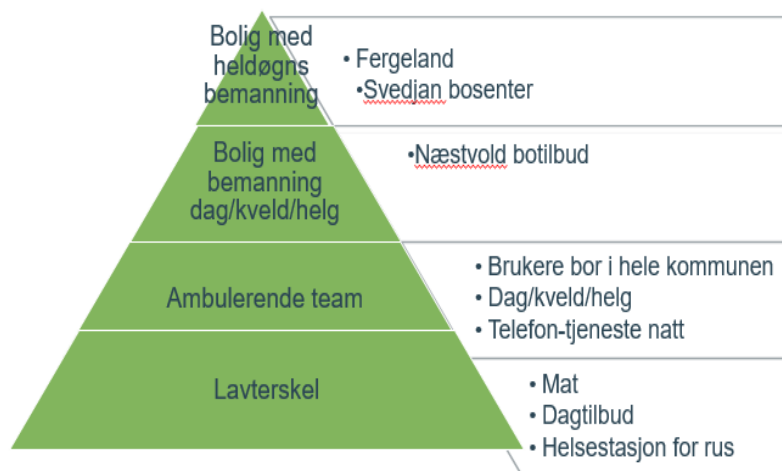 Bolig med
heldøgns
bemanning
• Fergeland
•Svedjan bosenter
Bolig med
bemanning
dag/kveld/helg
•Næstvold botilbud
Ambulerende team
• Brukere bor i hele kommunen
• Dag/kveld/helg
• Telefon-tjeneste natt
Lavterskel
• Mat
• Dagtilbud
• Helsestasjon for rus